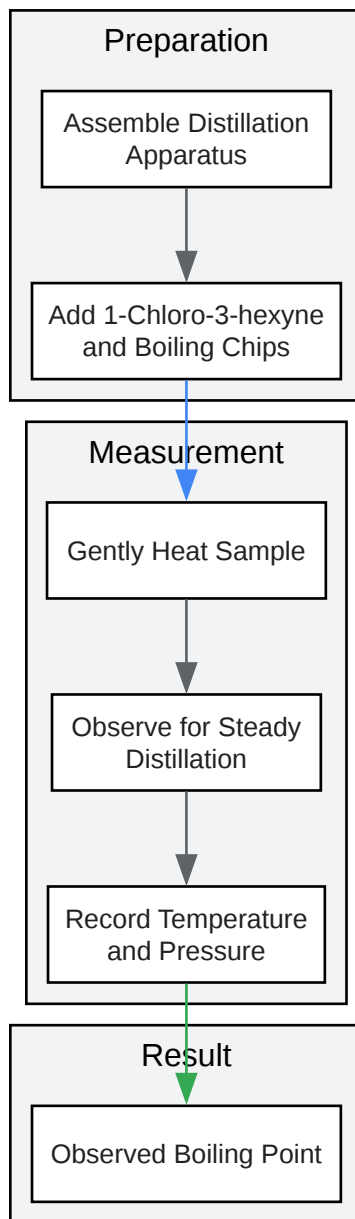 Preparation
Assemble Distillation
Apparatus
Add 1-Chloro-3-hexyne
and Boiling Chips
Measurement
Gently Heat Sample
Observe for Steady
Distillation
Record Temperature
and Pressure
Result
Observed Boiling Point